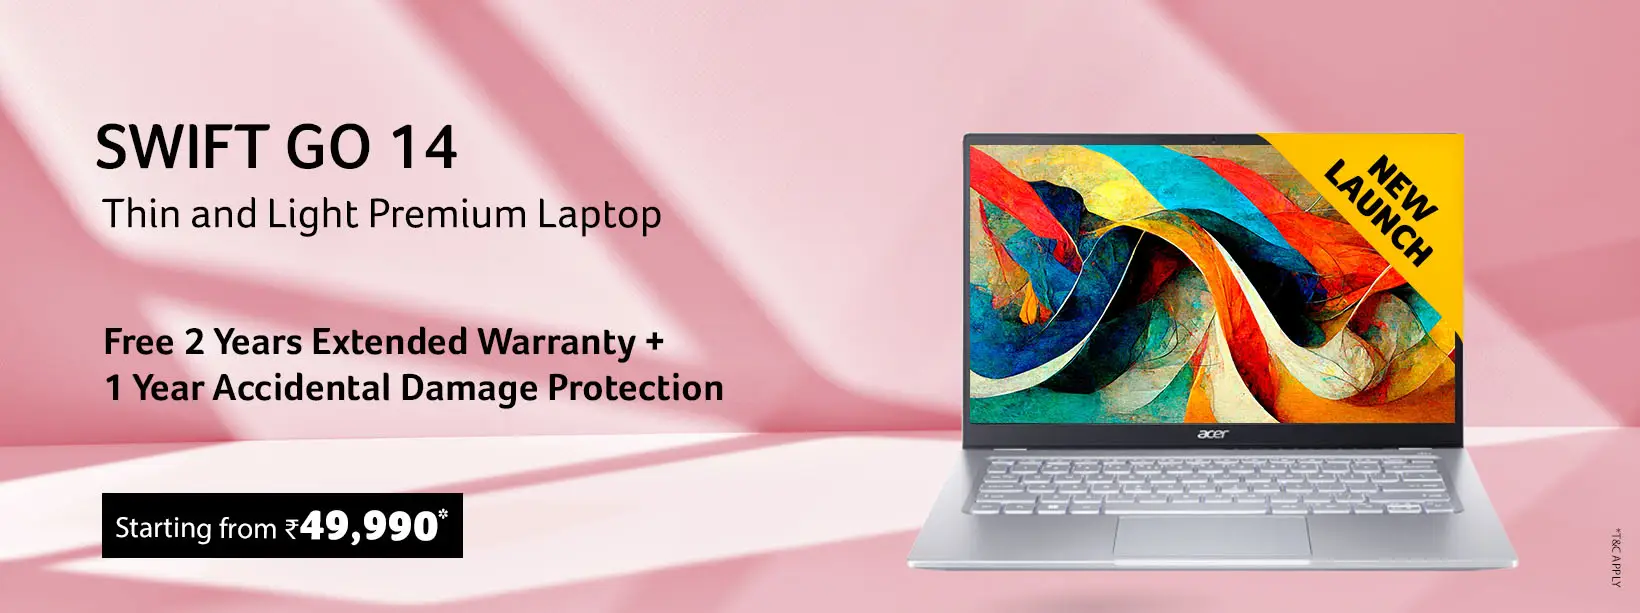 SWIFT GO 14
Thin and Light Premium Laptop
Free 2 Years Extended Warranty +
1 Year Accidental Damage Protection
Starting from ₹49,990*
NEW
LAUNCH
acer
*T&C APPLY